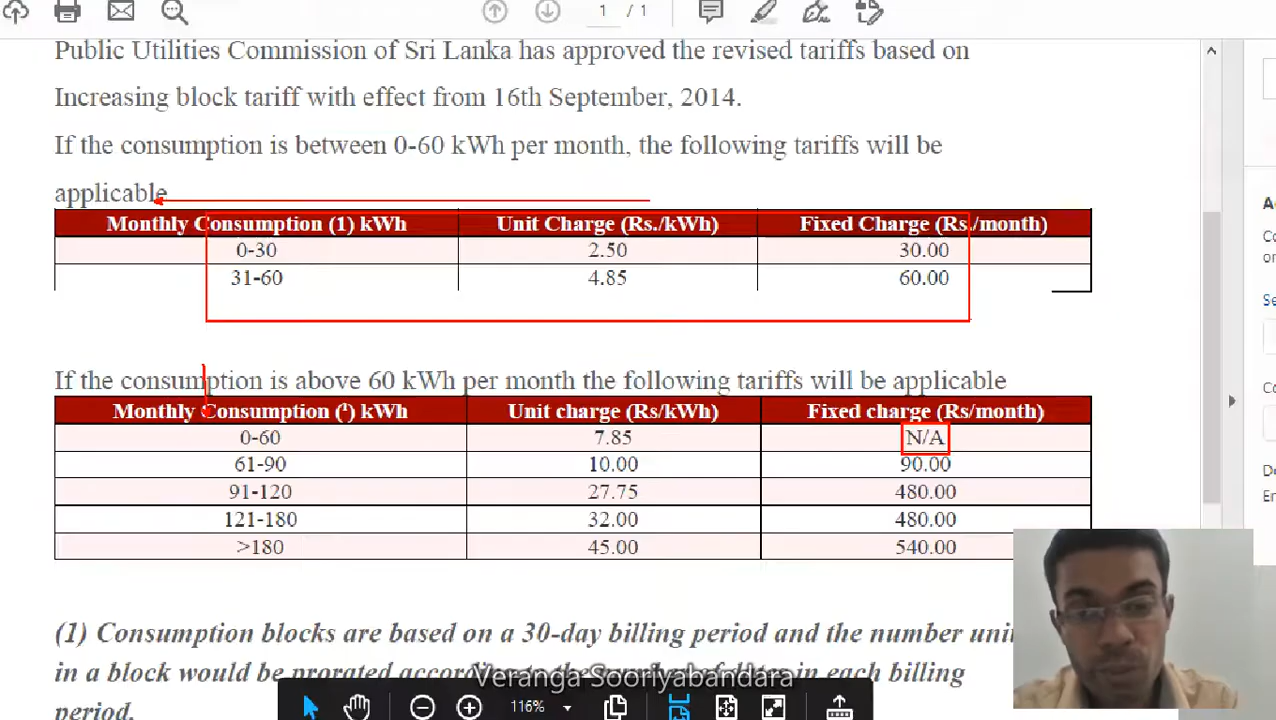 1 / 1
Public Utilities Commission of Sri Lanka has approved the revised tariffs based on
Increasing block tariff with effect from 16th September, 2014.
If the consumption is between 0-60 kWh per month, the following tariffs will be
applicable
Monthly Consumption (1) kWh Unit Charge (Rs./kWh) Fixed Charge (Rs./month)
0-30 2.50 30.00
31-60 4.85 60.00
If the consumption is above 60 kWh per month the following tariffs will be applicable
Monthly Consumption (¹) kWh Unit charge (Rs/kWh) Fixed charge (Rs/month)
0-60 7.85 N/A
61-90 10.00 90.00
91-120 27.75 480.00
121-180 32.00 480.00
>180 45.00 540.00
(1) Consumption blocks are based on a 30-day billing period and the number
in a block would be prorated in each billing
period.
Veranga Sooriyabandara
116%